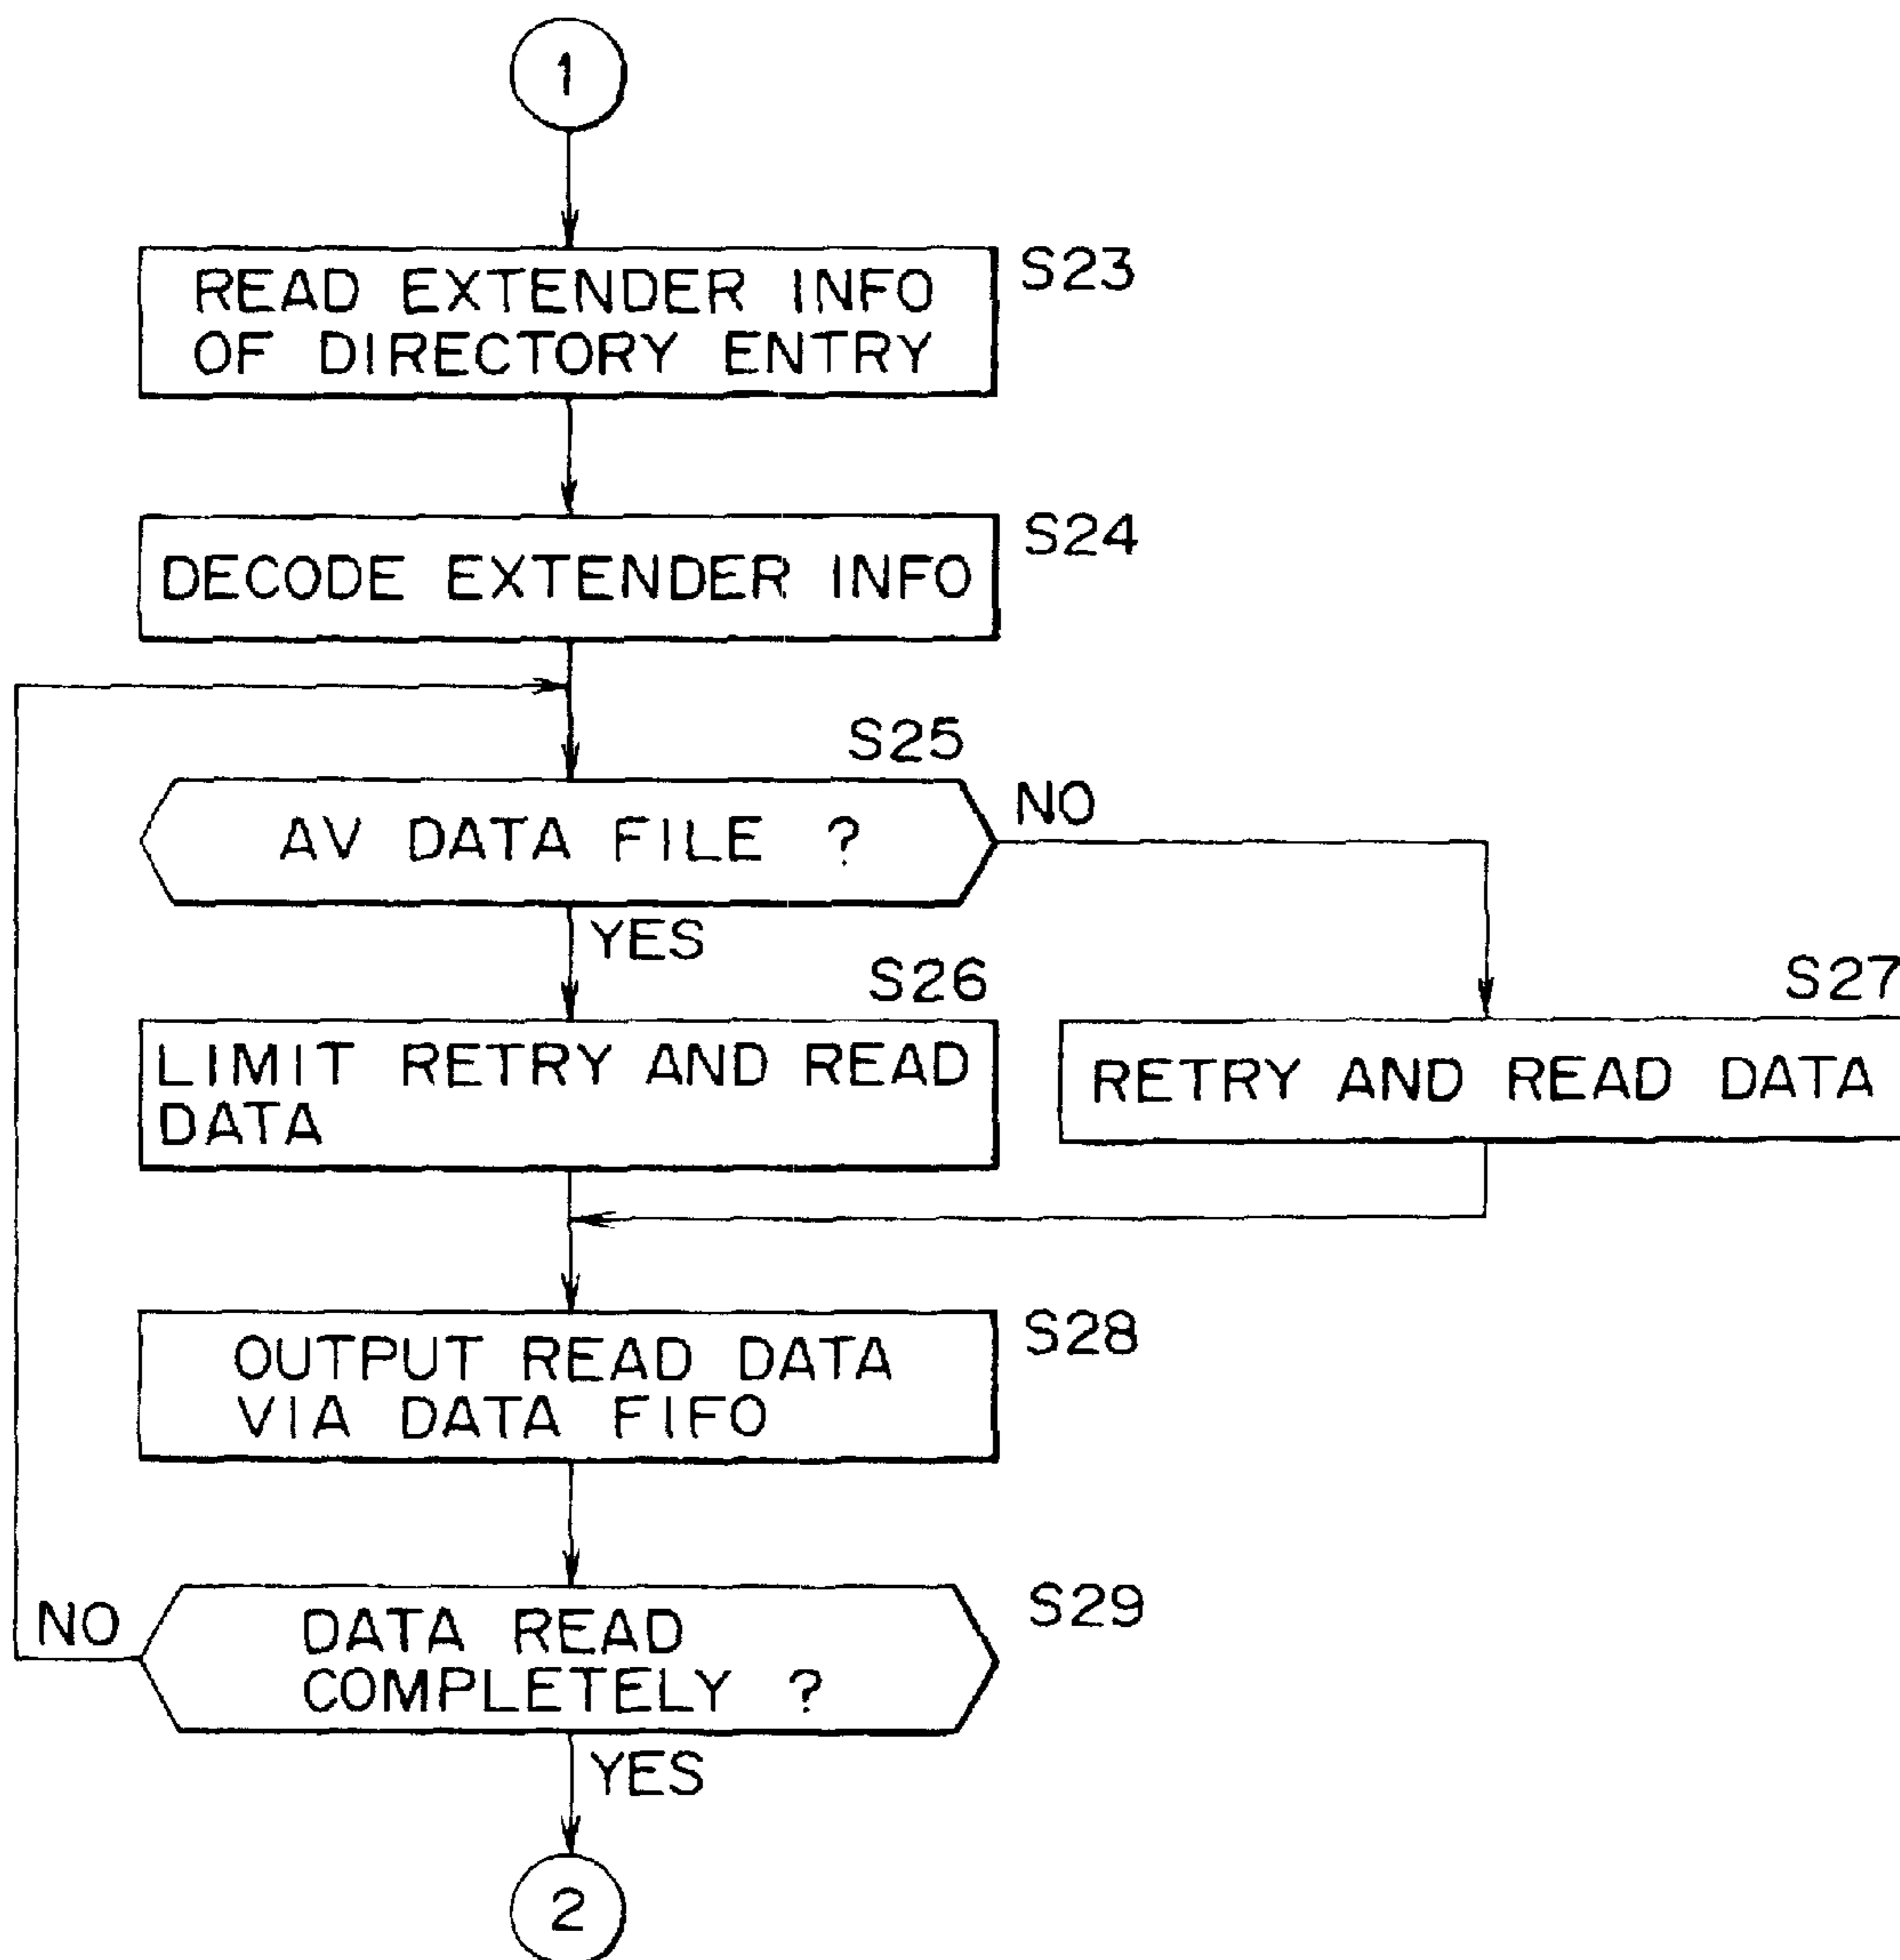 1
READ EXTENDER INFO
OF DIRECTORY ENTRY
S23
DECODE EXTENDER INFO
S24
S25
AV DATA FILE ?
NO
YES
S26
S27
LIMIT RETRY AND READ
DATA
RETRY AND READ DATA
OUTPUT READ DATA
VIA DATA FIFO
S28
DATA READ
COMPLETELY ?
S29
NO
YES
2